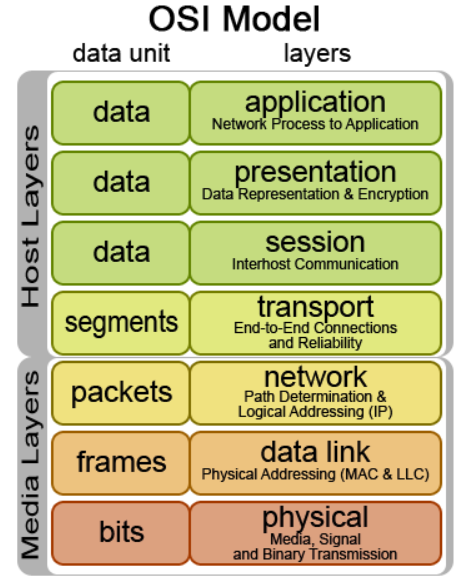 OSI Model
data unit layers
Host Layers
data application
Network Process to Application
data presentation
Data Representation & Encryption
data session
Interhost Communication
segments transport
End-to-End Connections
and Reliability
Media Layers
packets network
Path Determination &
Logical Addressing (IP)
frames data link
Physical Addressing (MAC & LLC)
bits physical
Media, Signal
and Binary Transmission